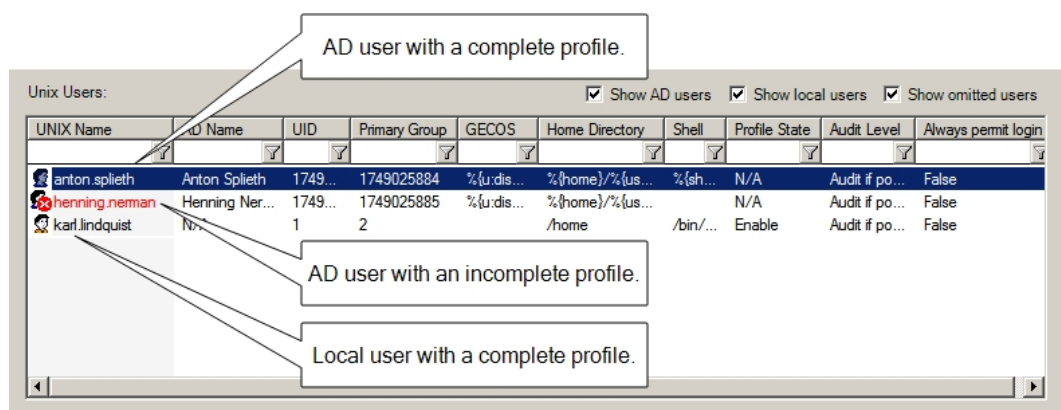 AD user with a complete profile.
Unix Users: Show AD users Show local users Show omitted users
UNIX Name AD Name UID Primary Group GECOS Home Directory Shell Profile State Audit Level Always permit login
anton.splieth Anton Splieth 1749... 1749025884 %{u:dis... %{home}/%{us... %{sh... N/A Audit if po... False
henning.nerman Henning Ner... 1749... 1749025885 %{u:dis... %{home}/%{us... N/A Audit if po... False
karl.lindquist N/A 1 2 /home /bin/... Enable Audit if po... False
AD user with an incomplete profile.
Local user with a complete profile.